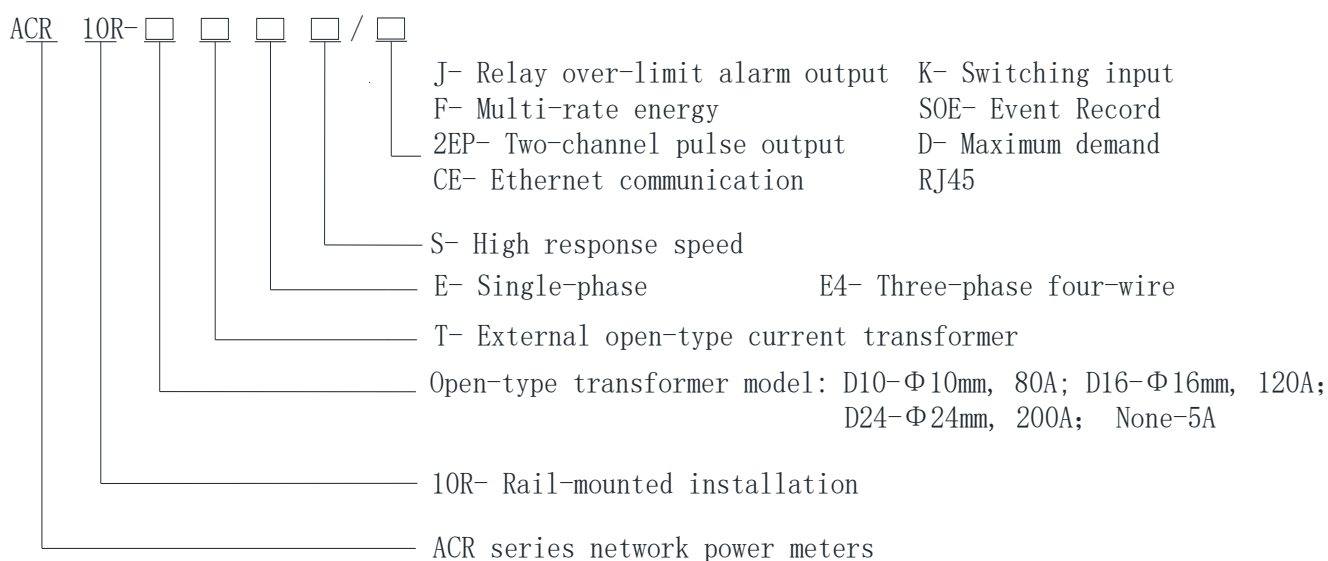 ACR 10R-□ □ □ □/□
J- Relay over-limit alarm output K- Switching input
F- Multi-rate energy SOE- Event Record
2EP- Two-channel pulse output D- Maximum demand
CE- Ethernet communication RJ45
S- High response speed
E- Single-phase E4- Three-phase four-wire
T- External open-type current transformer
Open-type transformer model: D10-Φ10mm, 80A; D16-Φ16mm, 120A;
D24-Φ24mm, 200A; None-5A
10R- Rail-mounted installation
ACR series network power meters